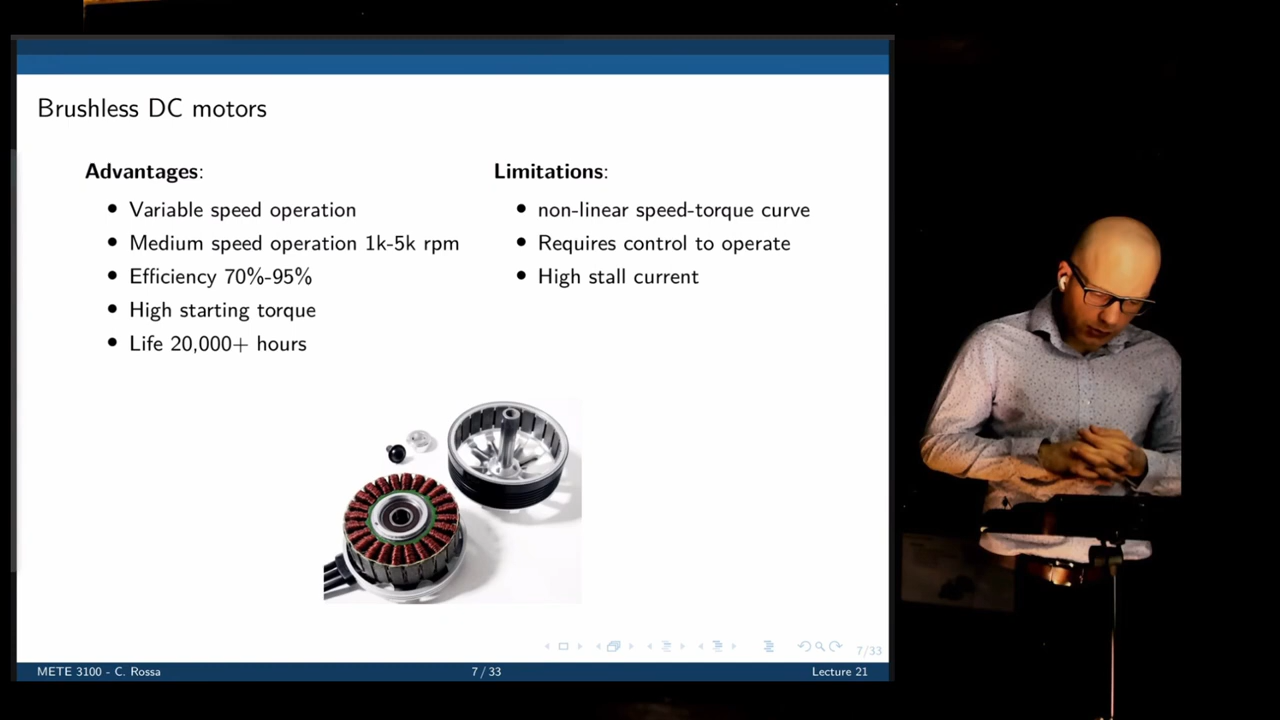 Brushless DC motors
Advantages:
• Variable speed operation
• Medium speed operation 1k-5k rpm
• Efficiency 70%-95%
• High starting torque
• Life 20,000+ hours
Limitations:
• non-linear speed-torque curve
• Requires control to operate
• High stall current
7/33
METE 3100 - C. Rossa
7 / 33
Lecture 21